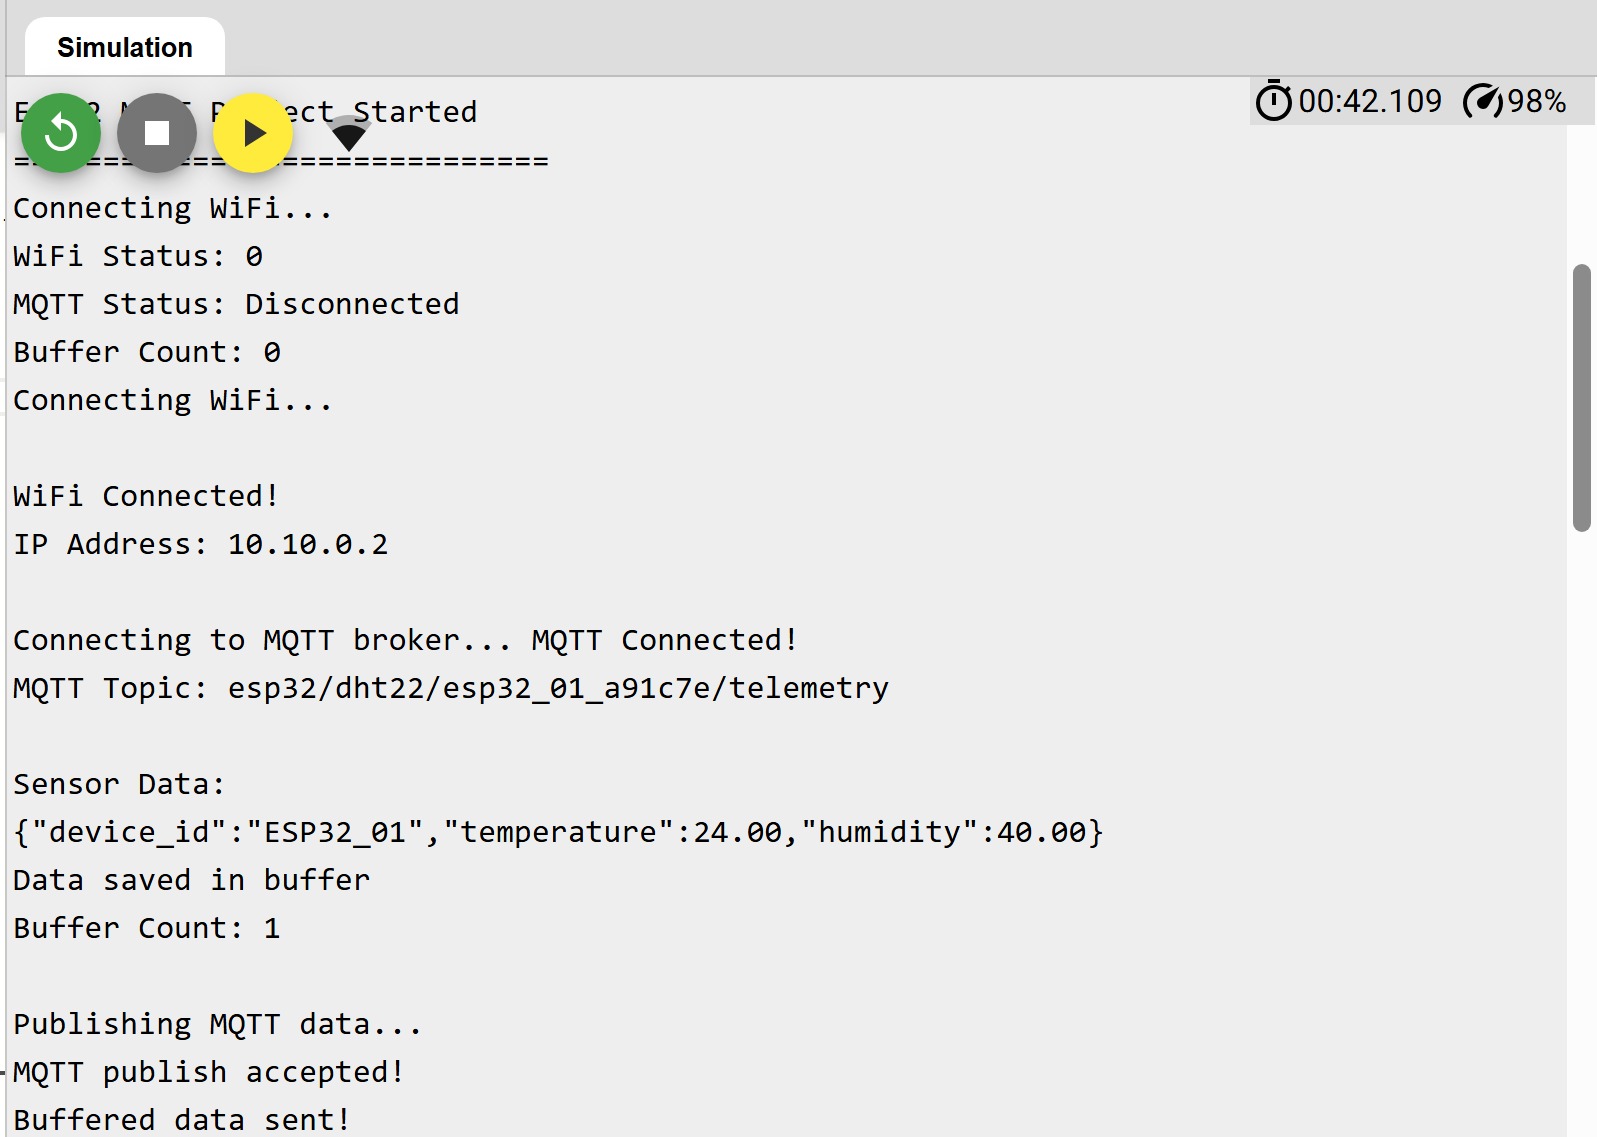 Simulation
00:42.109 98%
Started
==============================
Connecting WiFi...
WiFi Status: 0
MQTT Status: Disconnected
Buffer Count: 0
Connecting WiFi...
WiFi Connected!
IP Address: 10.10.0.2
Connecting to MQTT broker... MQTT Connected!
MQTT Topic: esp32/dht22/esp32_01_a91c7e/telemetry
Sensor Data:
{"device_id":"ESP32_01","temperature":24.00,"humidity":40.00}
Data saved in buffer
Buffer Count: 1
Publishing MQTT data...
MQTT publish accepted!
Buffered data sent!